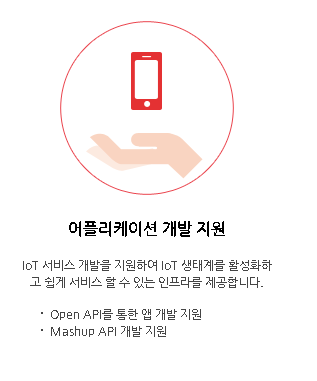 어플리케이션 개발 지원
IoT 서비스 개발을 지원하여 IoT 생태계를 활성화하
고 쉽게 서비스 할 수 있는 인프라를 제공합니다.
· Open API를 통한 앱 개발 지원
· Mashup API 개발 지원